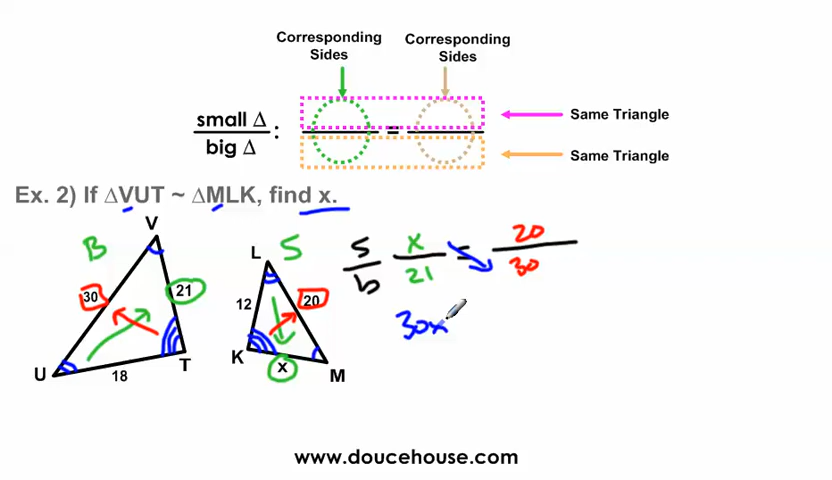 Corresponding Sides
Corresponding Sides
small Δ
big Δ
:
=
Same Triangle
Same Triangle
Ex. 2) If ΔVUT ~ ΔMLK, find x.
V
B
L
S
30
21
12
20
U
18
T
K
x
M
S/b x/21 = 20/30
30x
www.doucehouse.com